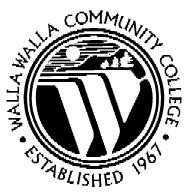 WALLA WALLA COMMUNITY COLLEGE
• ESTABLISHED 1967 •
W